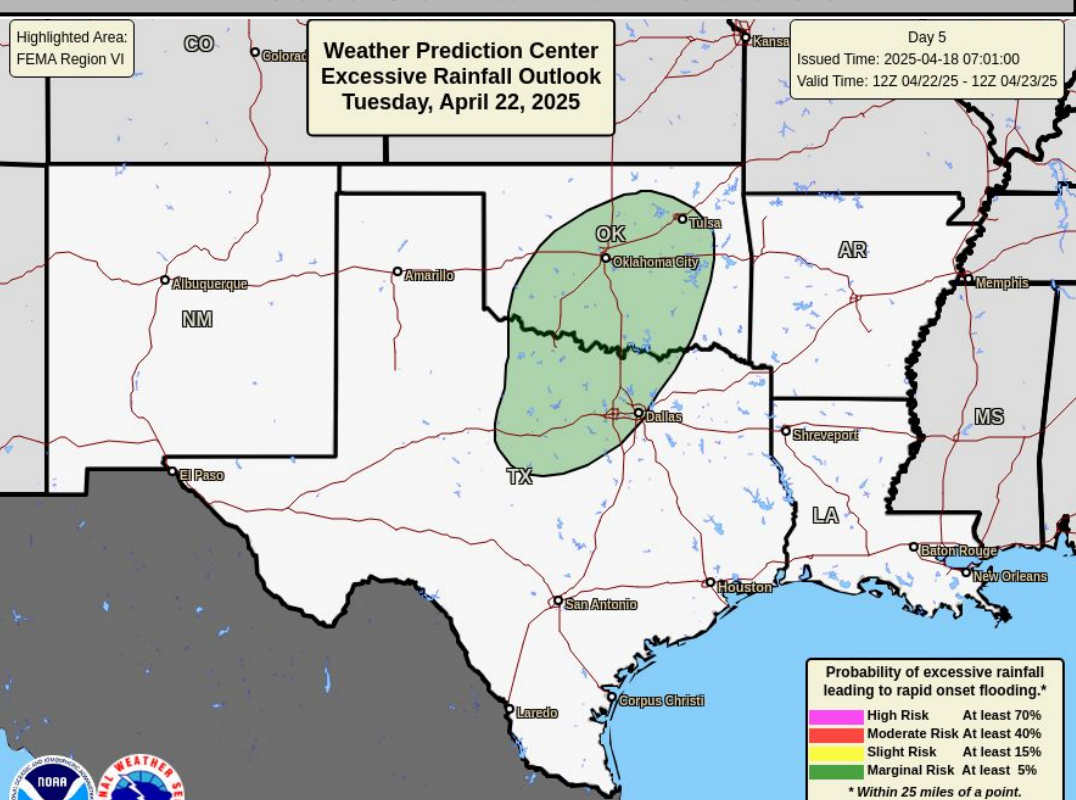 Highlighted Area:
FEMA Region VI
Weather Prediction Center
Excessive Rainfall Outlook
Tuesday, April 22, 2025
Day 5
Issued Time: 2025-04-18 07:01:00
Valid Time: 12Z 04/22/25 - 12Z 04/23/25
CO
Colorad
Kansa
OK
Tulsa
Oklahoma City
AR
Amarillo
Albuquerque
Memphis
NM
Dallas
MS
Shreveport
El Paso
TX
LA
Baton Rouge
New Orleans
Houston
San Antonio
Corpus Christi
Laredo
Probability of excessive rainfall
leading to rapid onset flooding.*
High Risk At least 70%
Moderate Risk At least 40%
Slight Risk At least 15%
Marginal Risk At least 5%
* Within 25 miles of a point.
NOAA
WEATHER